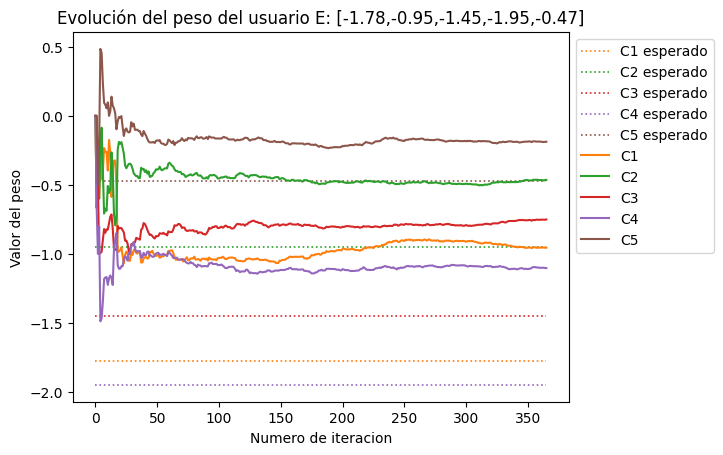 Evolución del peso del usuario E: [-1.78,-0.95,-1.45,-1.95,-0.47]
0.5
0.0
−0.5
−1.0
−1.5
−2.0
Valor del peso
0
50
100
150
200
250
300
350
Numero de iteracion
C1 esperado
C2 esperado
C3 esperado
C4 esperado
C5 esperado
C1
C2
C3
C4
C5